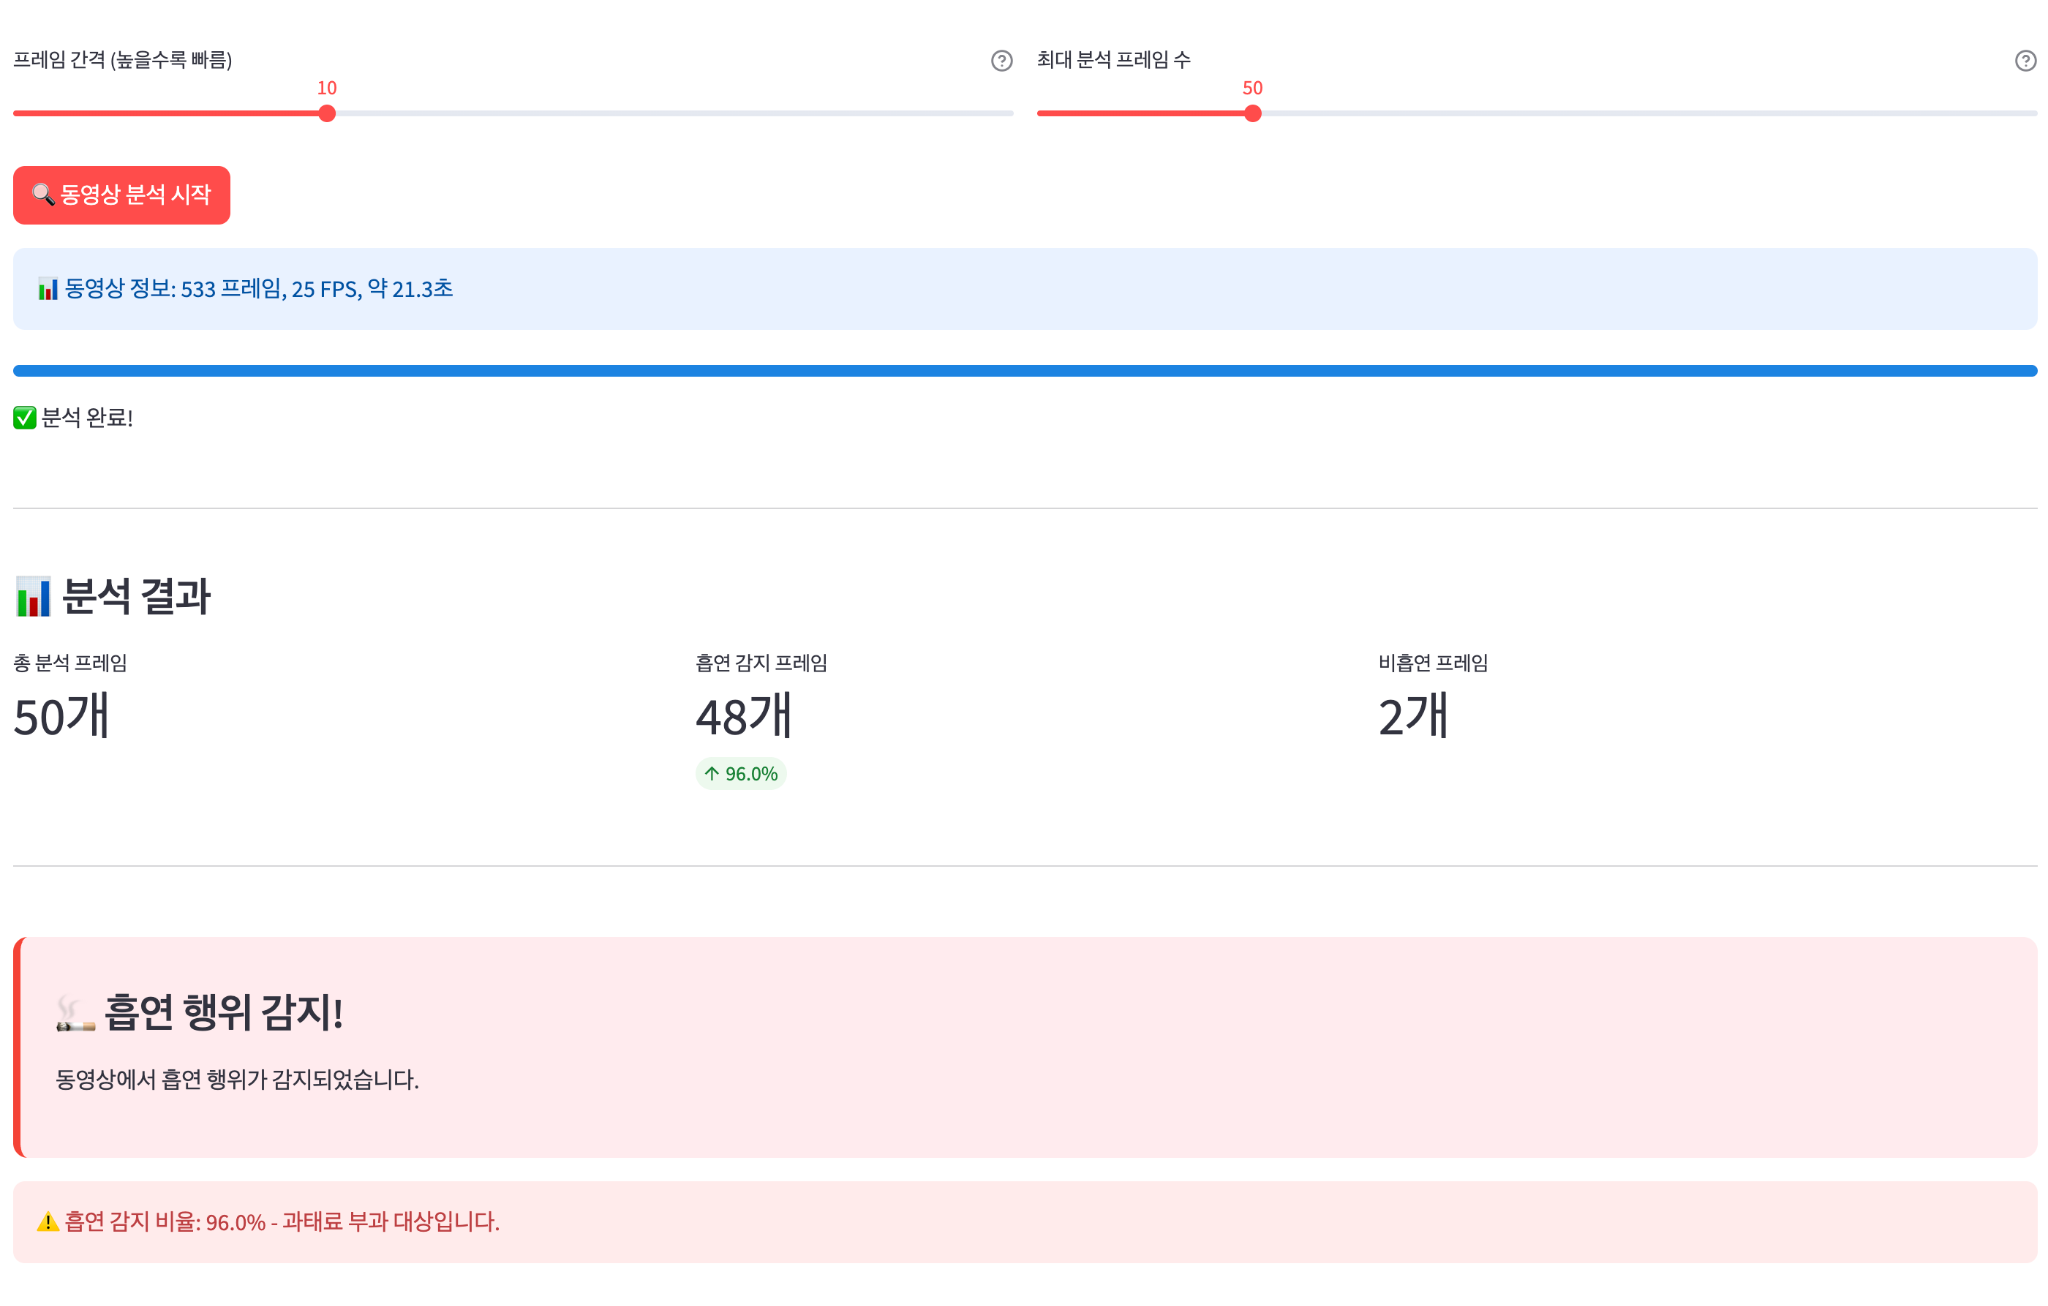 프레임 간격 (높을수록 빠름)
10
최대 분석 프레임 수
50
동영상 분석 시작
동영상 정보: 533 프레임, 25 FPS, 약 21.3초
분석 완료!
분석 결과
총 분석 프레임
50개
흡연 감지 프레임
48개
↑ 96.0%
비흡연 프레임
2개
흡연 행위 감지!
동영상에서 흡연 행위가 감지되었습니다.
흡연 감지 비율: 96.0% - 과태료 부과 대상입니다.